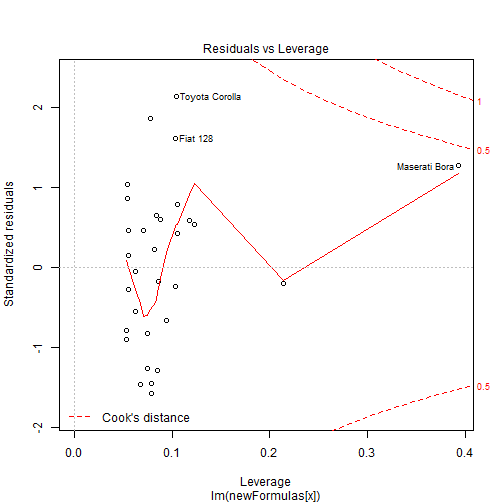 Residuals vs Leverage
Standardized residuals
2
1
0
-1
-2
Toyota Corolla
Fiat 128
Maserati Bora
1
0.5
0.5
Cook's distance
0.0 0.1 0.2 0.3 0.4
Leverage
lm(newFormulas[x])